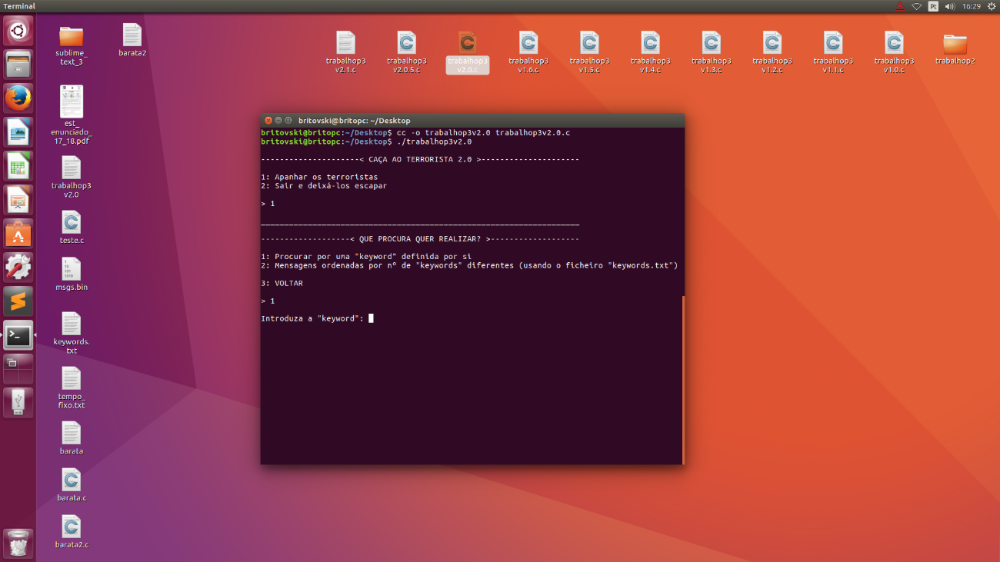 Terminal
Pt
16:29
sublime_
text_3
barata2
trabalhop3
v2.1.c
trabalhop3
v2.0.5.c
trabalhop3
v2.0.c
trabalhop3
v1.6.c
trabalhop3
v1.5.c
trabalhop3
v1.4.c
trabalhop3
v1.3.c
trabalhop3
v1.2.c
trabalhop3
v1.1.c
trabalhop3
v1.0.c
trabalhop2
est_
enunciado_
17_18.pdf
trabalhop3
v2.0
teste.c
msgs.bin
keywords.
txt
tempo_
fixo.txt
barata
barata.c
barata2.c
britovski@britopc: ~/Desktop
britovski@britopc:~/Desktop$ cc -o trabalhop3v2.0 trabalhop3v2.0.c
britovski@britopc:~/Desktop$ ./trabalhop3v2.0
---------------------< CAÇA AO TERRORISTA 2.0 >---------------------
1: Apanhar os terroristas
2: Sair e deixá-los escapar
> 1
____________________________________________________________________
-------------------< QUE PROCURA QUER REALIZAR? >-------------------
1: Procurar por uma "keyword" definida por si
2: Mensagens ordenadas por nº de "keywords" diferentes (usando o ficheiro "keywords.txt")
3: VOLTAR
> 1
Introduza a "keyword":